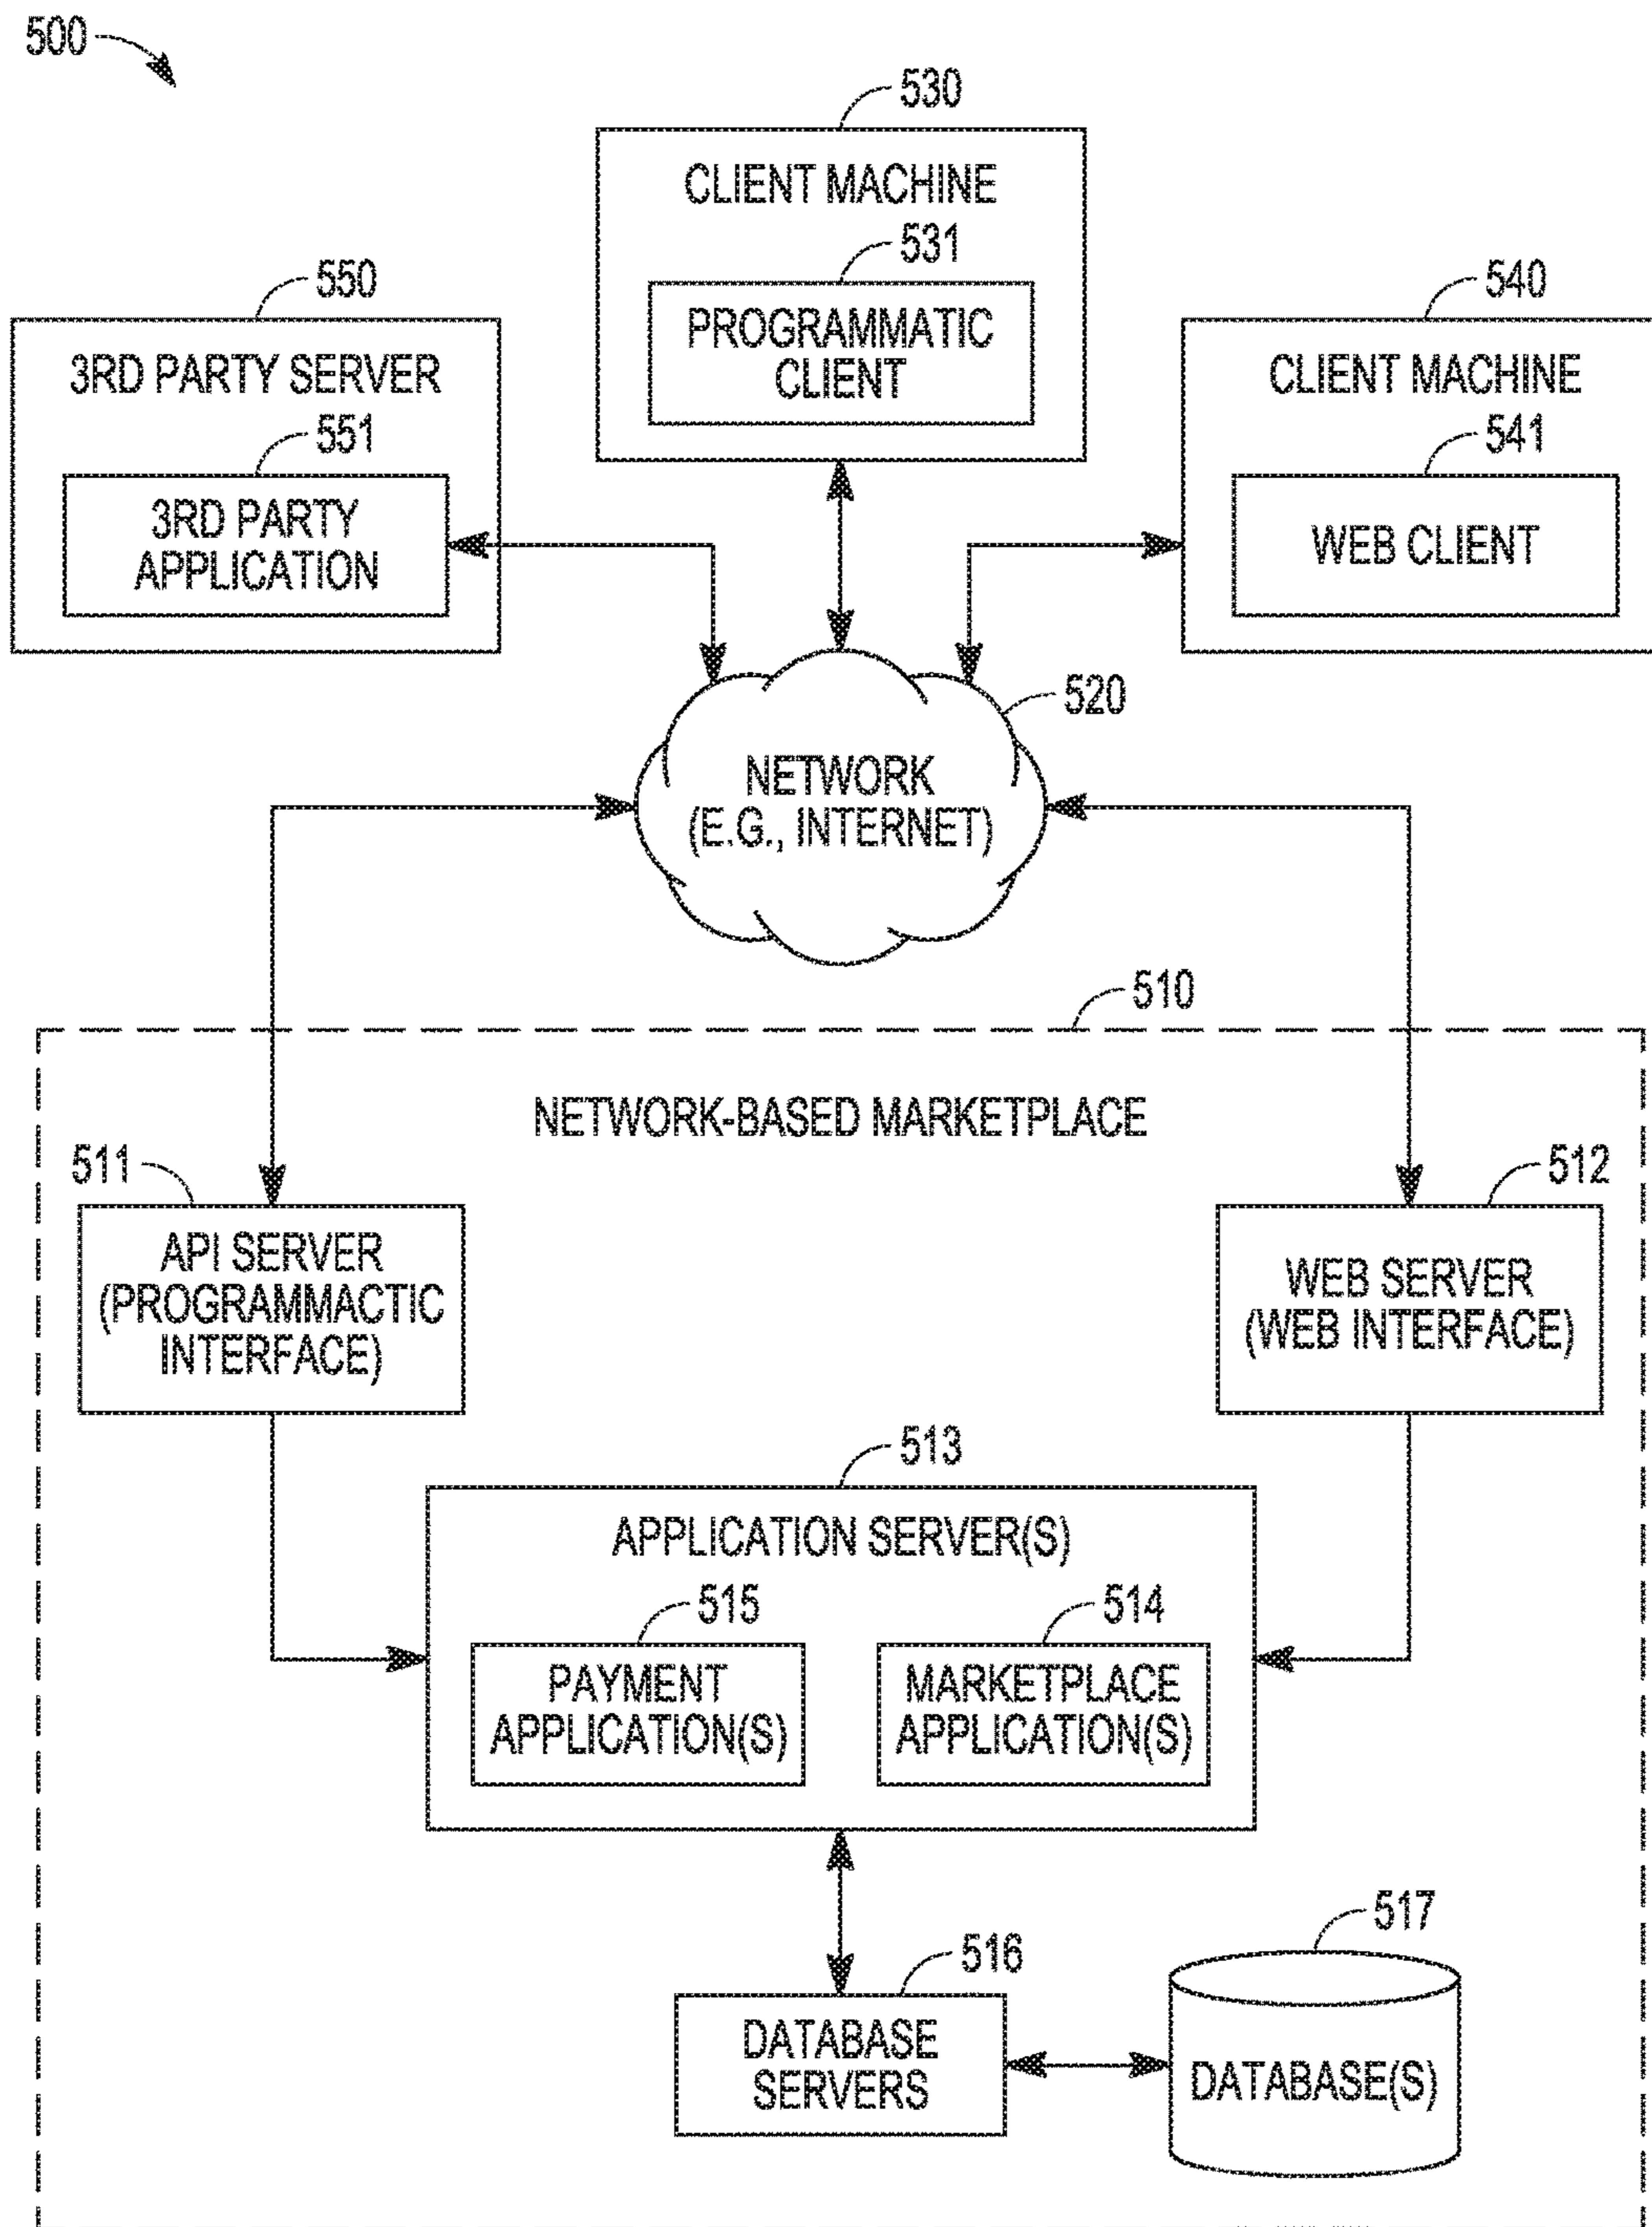 500
530
CLIENT MACHINE
531
PROGRAMMATIC
CLIENT
550
3RD PARTY SERVER
551
3RD PARTY
APPLICATION
540
CLIENT MACHINE
541
WEB CLIENT
520
NETWORK
(E.G., INTERNET)
510
NETWORK-BASED MARKETPLACE
511
API SERVER
(PROGRAMMACTIC
INTERFACE)
512
WEB SERVER
(WEB INTERFACE)
513
APPLICATION SERVER(S)
515
PAYMENT
APPLICATION(S)
514
MARKETPLACE
APPLICATION(S)
516
DATABASE
SERVERS
517
DATABASE(S)